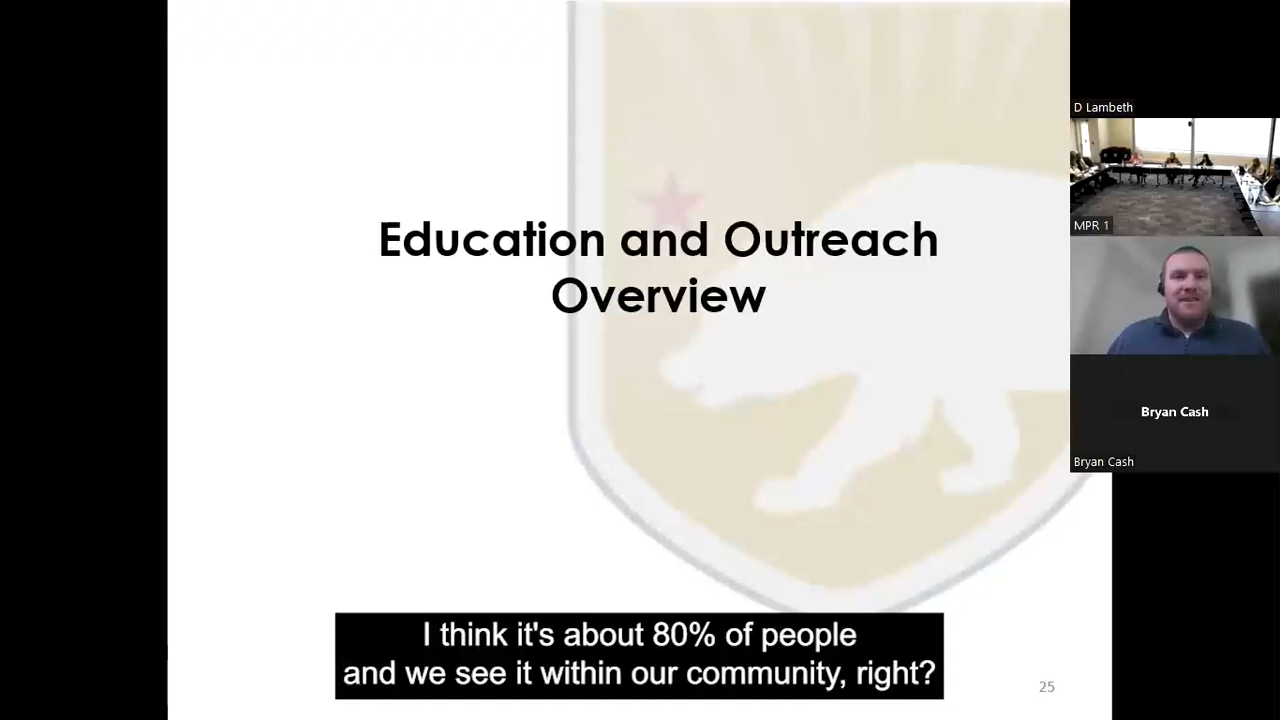 Education and Outreach
Overview
D Lambeth
MPR 1
Bryan Cash
Bryan Cash
I think it's about 80% of people
and we see it within our community, right?
25